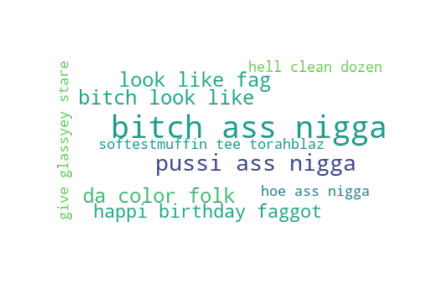 hell clean dozen
look like fag
bitch look like
bitch ass nigga
softestmuffin tee torahblaz
pussi ass nigga
hoe ass nigga
da color folk
happi birthday faggot
give glassyey stare